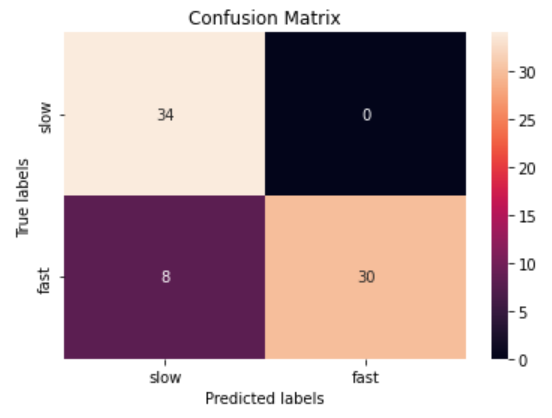 Confusion Matrix
slow
34
0
fast
8
30
slow
fast
True labels
Predicted labels
30
25
20
15
10
5
0